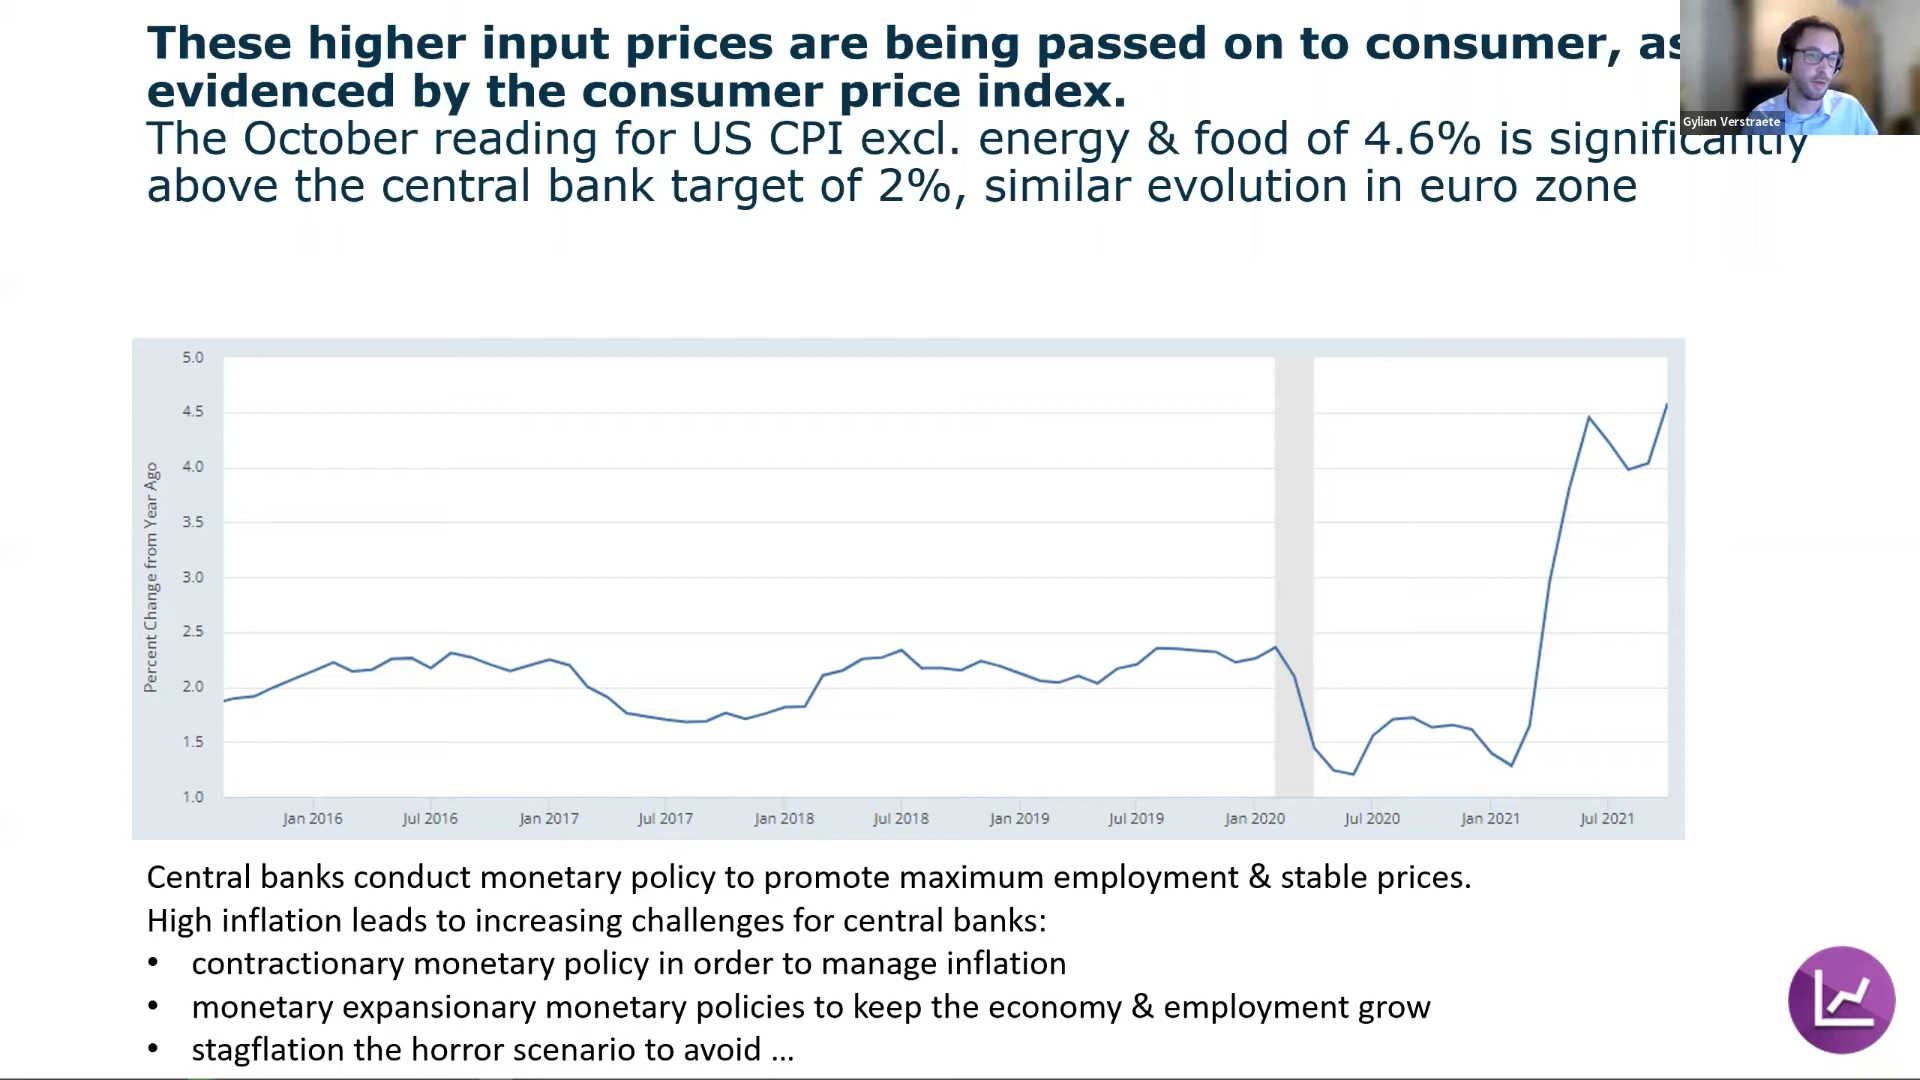 These higher input prices are being passed on to consumer, as
evidenced by the consumer price index.
The October reading for US CPI excl. energy & food of 4.6% is significantly
above the central bank target of 2%, similar evolution in euro zone
Gylian Verstraete
Percent Change from Year Ago
5.0
4.5
4.0
3.5
3.0
2.5
2.0
1.5
1.0
Jan 2016 Jul 2016 Jan 2017 Jul 2017 Jan 2018 Jul 2018 Jan 2019 Jul 2019 Jan 2020 Jul 2020 Jan 2021 Jul 2021
Central banks conduct monetary policy to promote maximum employment & stable prices.
High inflation leads to increasing challenges for central banks:
• contractionary monetary policy in order to manage inflation
• monetary expansionary monetary policies to keep the economy & employment grow
• stagflation the horror scenario to avoid ...